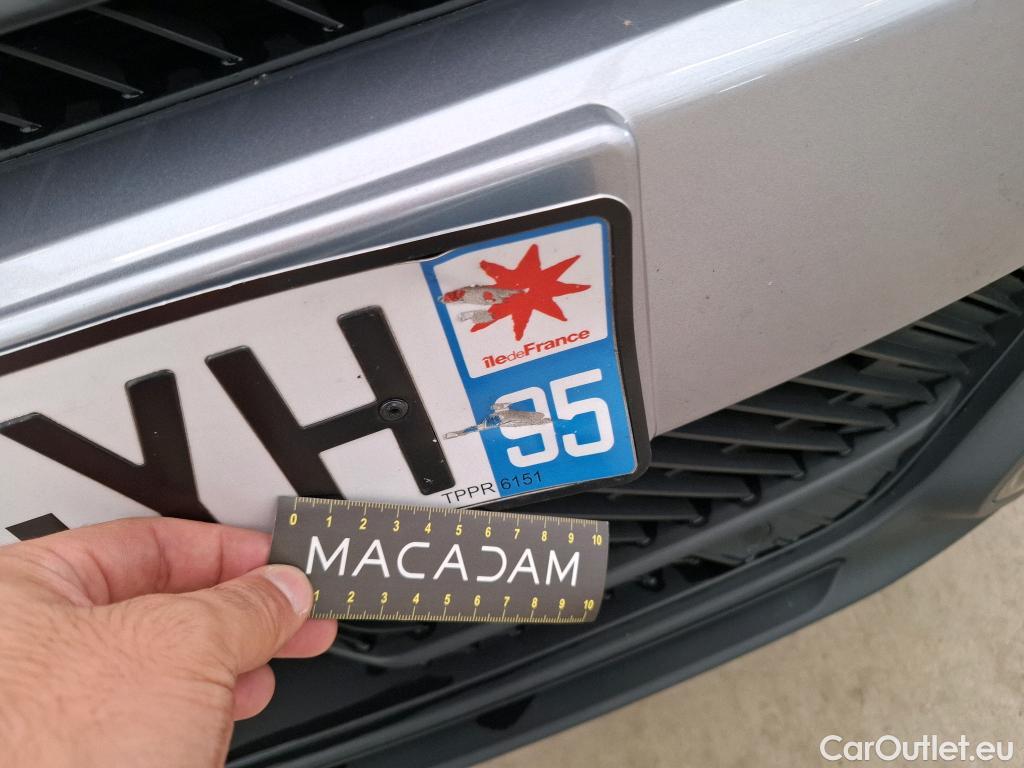 YH
îledeFrance
95
TPPR 6151
0 1 2 3 4 5 6 7 8 9 10
MACADAM
1 2 3 4 5 6 7 8 9 10
CarOutlet.eu